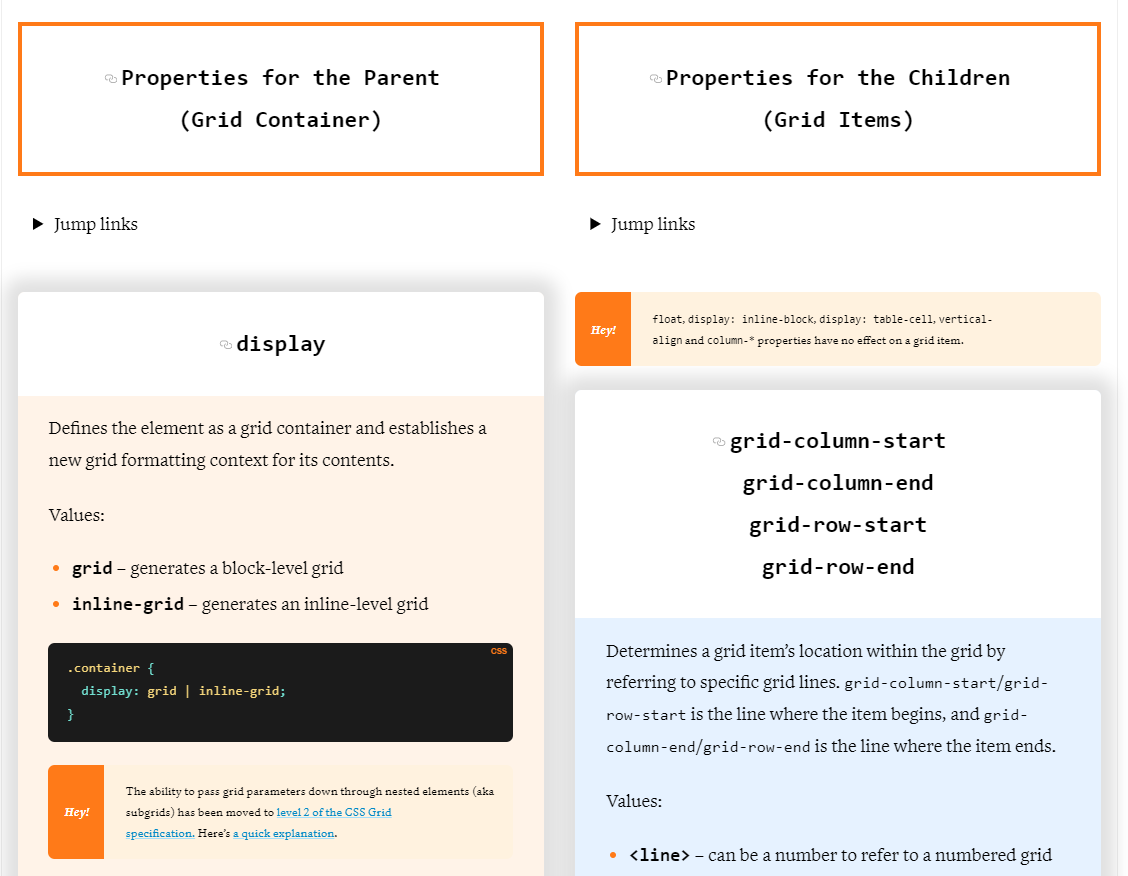 Properties for the Parent
(Grid Container)
Jump links
display
Defines the element as a grid container and establishes a
new grid formatting context for its contents.
Values:
• grid – generates a block-level grid
• inline-grid – generates an inline-level grid
CSS
.container {
display: grid | inline-grid;
}
Hey!
The ability to pass grid parameters down through nested elements (aka
subgrids) has been moved to level 2 of the CSS Grid
specification. Here’s a quick explanation.
Properties for the Children
(Grid Items)
Jump links
Hey!
float, display: inline-block, display: table-cell, vertical-
align and column-* properties have no effect on a grid item.
grid-column-start
grid-column-end
grid-row-start
grid-row-end
Determines a grid item’s location within the grid by
referring to specific grid lines. grid-column-start/grid-
row-start is the line where the item begins, and grid-
column-end/grid-row-end is the line where the item ends.
Values:
• <line> – can be a number to refer to a numbered grid